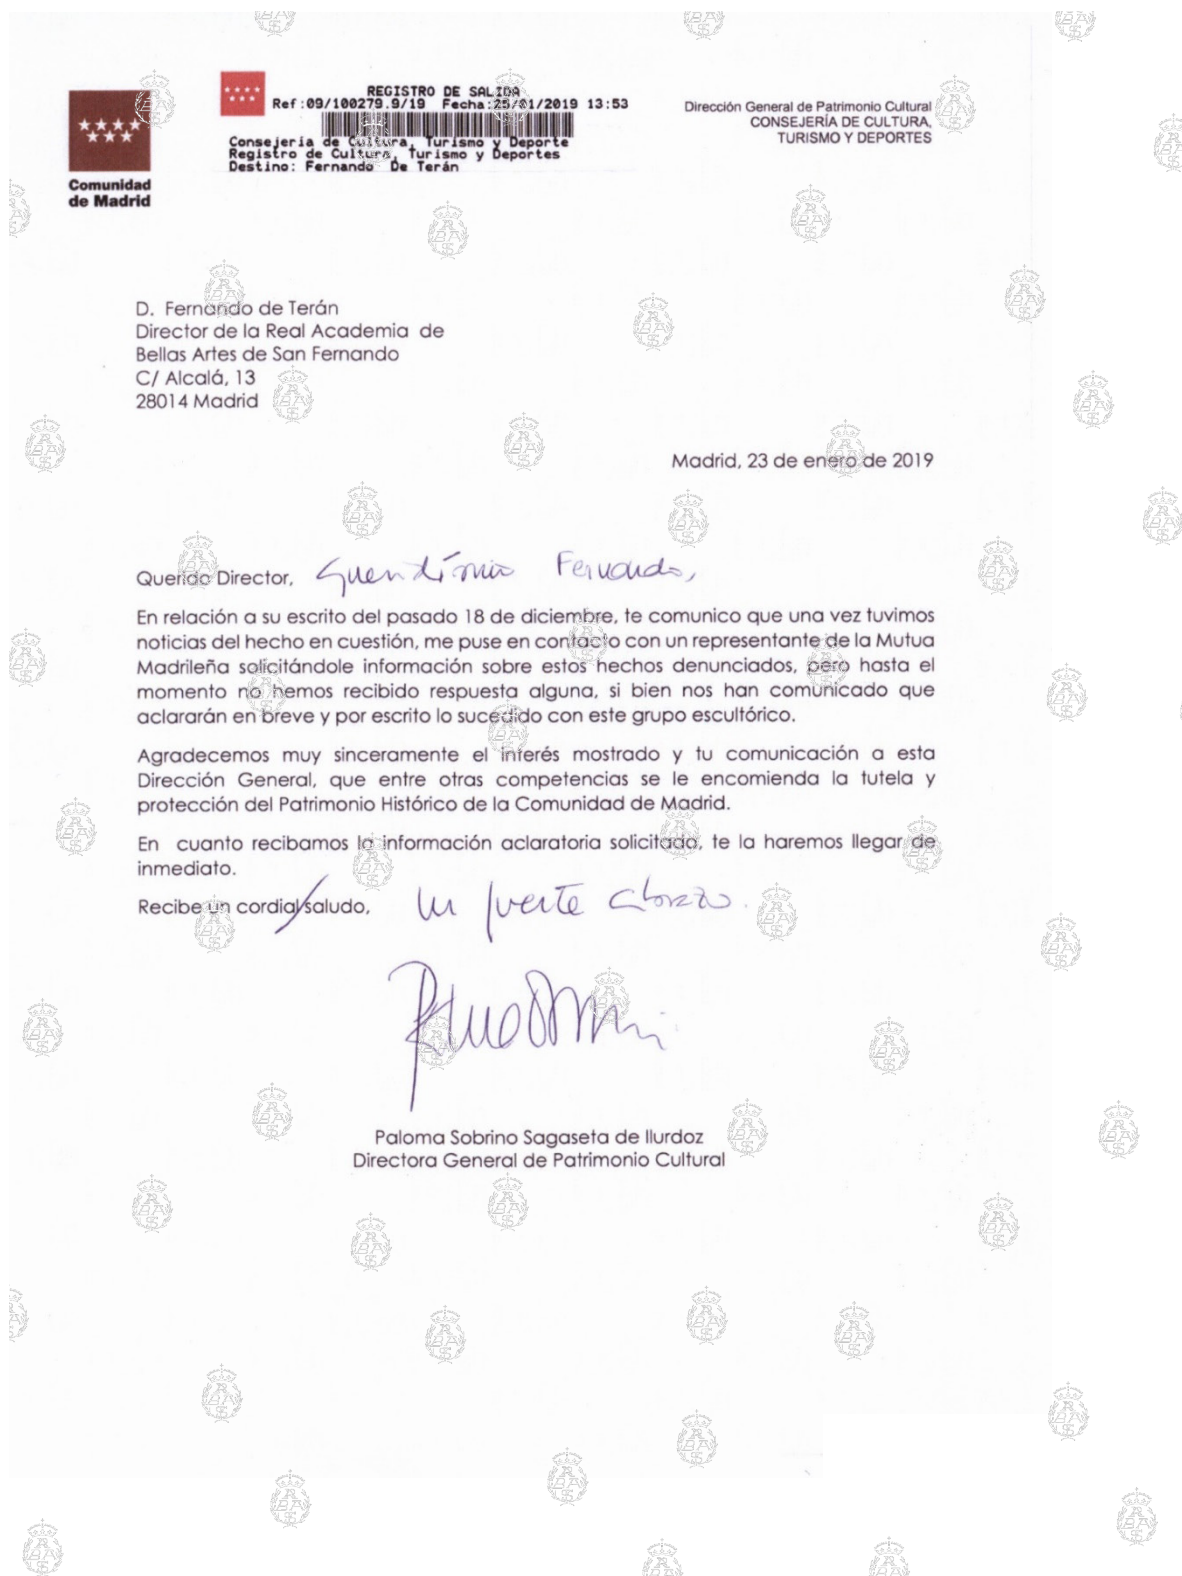 REGISTRO DE SALIDA
Ref:09/100279.9/19 Fecha:25/01/2019 13:53
Consejería de Cultura, Turismo y Deporte
Registro de Cultura, Turismo y Deportes
Destino: Fernando De Terán
Comunidad
de Madrid
Dirección General de Patrimonio Cultural
CONSEJERÍA DE CULTURA,
TURISMO Y DEPORTES
D. Fernando de Terán
Director de la Real Academia de
Bellas Artes de San Fernando
C/ Alcalá, 13
28014 Madrid
Madrid, 23 de enero de 2019
Querido Director, Queridísimo Fernando,
En relación a su escrito del pasado 18 de diciembre, te comunico que una vez tuvimos
noticias del hecho en cuestión, me puse en contacto con un representante de la Mutua
Madrileña solicitándole información sobre estos hechos denunciados, pero hasta el
momento no hemos recibido respuesta alguna, si bien nos han comunicado que
aclararán en breve y por escrito lo sucedido con este grupo escultórico.
Agradecemos muy sinceramente el interés mostrado y tu comunicación a esta
Dirección General, que entre otras competencias se le encomienda la tutela y
protección del Patrimonio Histórico de la Comunidad de Madrid.
En cuanto recibamos la información aclaratoria solicitada, te la haremos llegar de
inmediato.
Recibe un cordial saludo, Un fuerte abrazo.
Paloma Sobrino Sagaseta de Ilurdoz
Directora General de Patrimonio Cultural